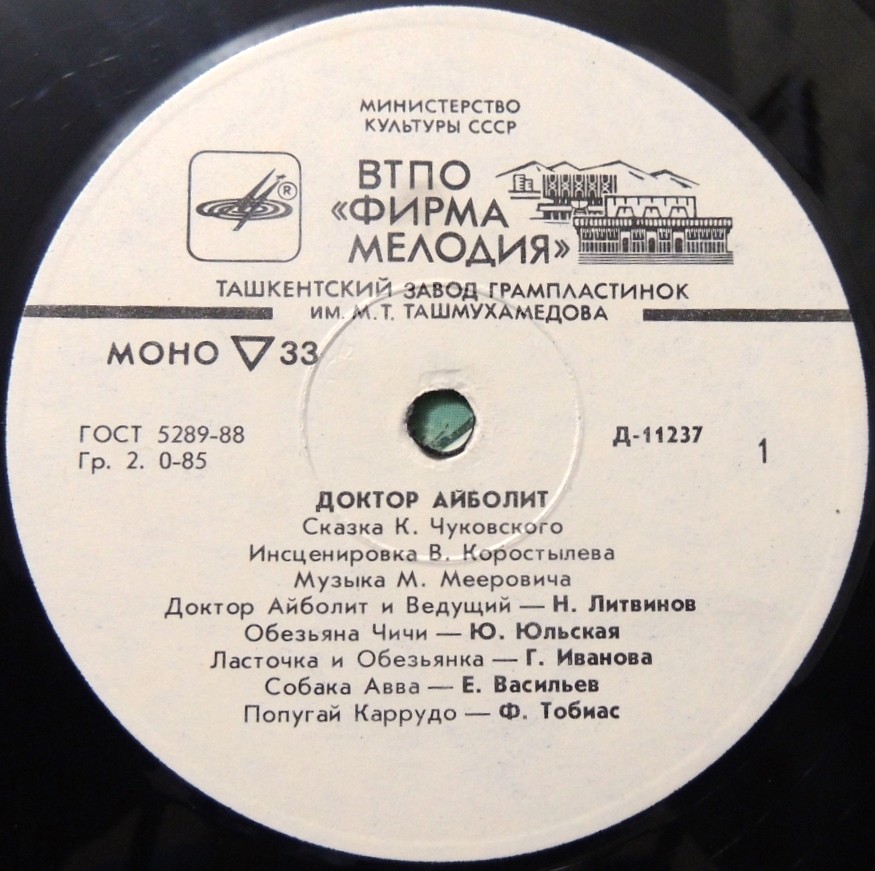 МИНИСТЕРСТВО
КУЛЬТУРЫ СССР
ВТПО
«ФИРМА
МЕЛОДИЯ»
®
ТАШКЕНТСКИЙ ЗАВОД ГРАМПЛАСТИНОК
ИМ. М.Т. ТАШМУХАМЕДОВА
МОНО ▽ 33
ГОСТ 5289-88
Гр. 2. 0-85
Д-11237
1
ДОКТОР АЙБОЛИТ
Сказка К. Чуковского
Инсценировка В. Коростылева
Музыка М. Мееровича
Доктор Айболит и Ведущий — Н. Литвинов
Обезьяна Чичи — Ю. Юльская
Ласточка и Обезьянка — Г. Иванова
Собака Авва — Е. Васильев
Попугай Каррудо — Ф. Тобиас